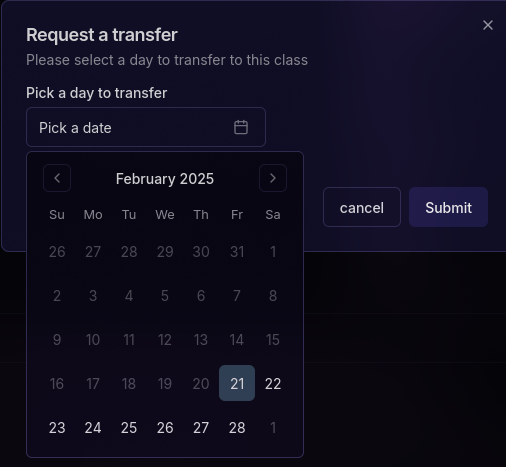 Request a transfer
Please select a day to transfer to this class
Pick a day to transfer
Pick a date
February 2025
Su Mo Tu We Th Fr Sa
26 27 28 29 30 31 1
2 3 4 5 6 7 8
9 10 11 12 13 14 15
16 17 18 19 20 21 22
23 24 25 26 27 28 1
cancel
Submit